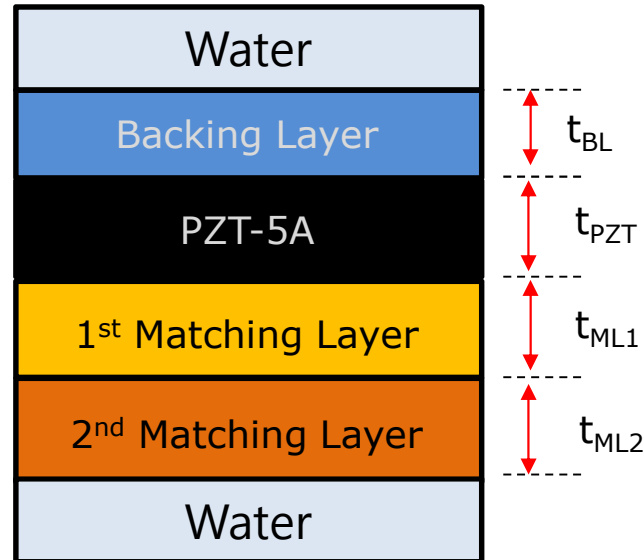 Water
Backing Layer
t_BL
PZT-5A
t_PZT
1st Matching Layer
t_ML1
2nd Matching Layer
t_ML2
Water